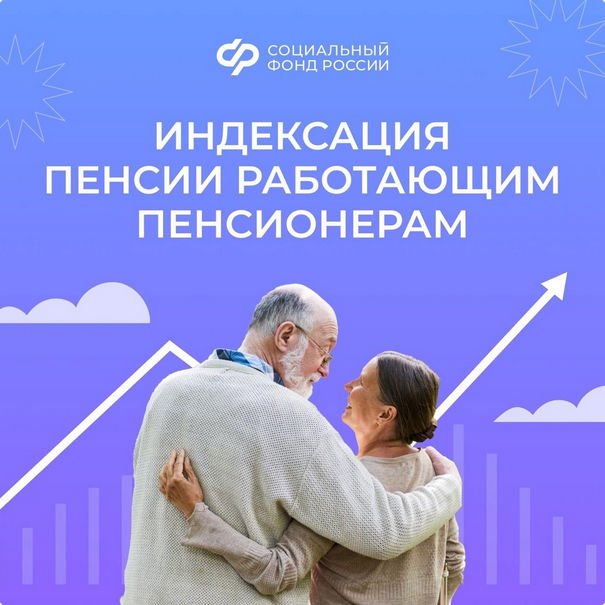 СОЦИАЛЬНЫЙ
ФОНД РОССИИ
ИНДЕКСАЦИЯ
ПЕНСИИ РАБОТАЮЩИМ
ПЕНСИОНЕРАМ